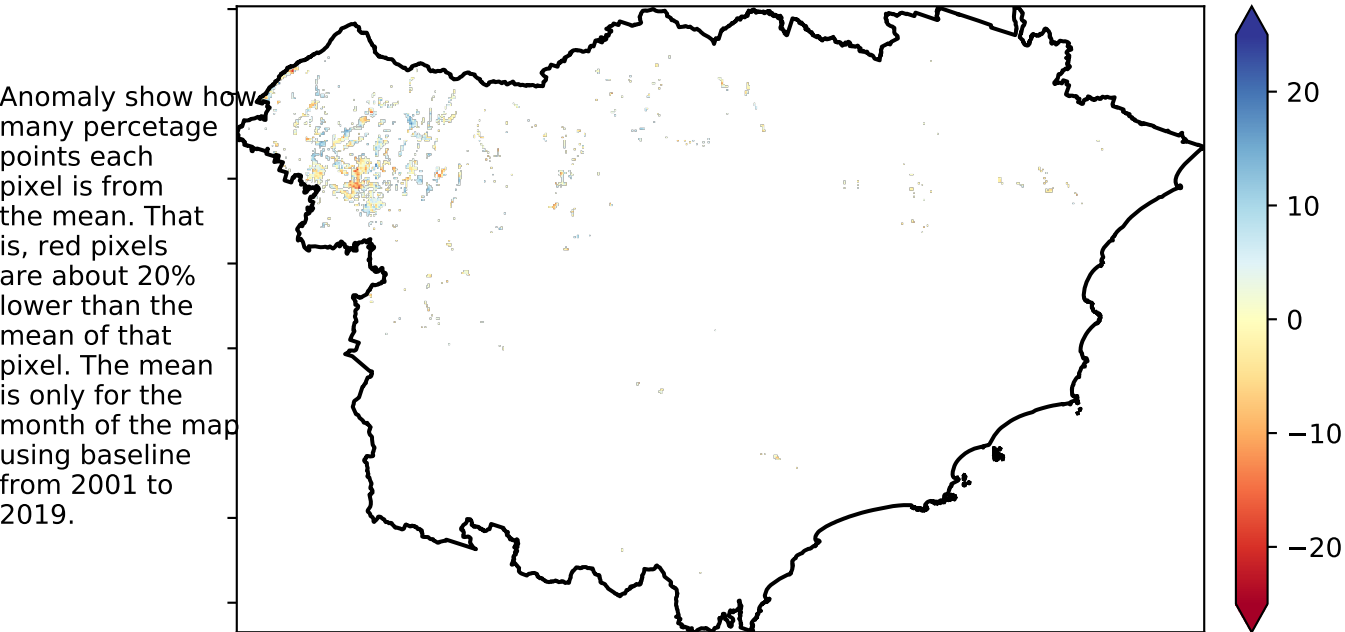 Anomaly show how
many percetage
points each
pixel is from
the mean. That
is, red pixels
are about 20%
lower than the
mean of that
pixel. The mean
is only for the
month of the map
using baseline
from 2001 to
2019.
20
10
0
−10
−20